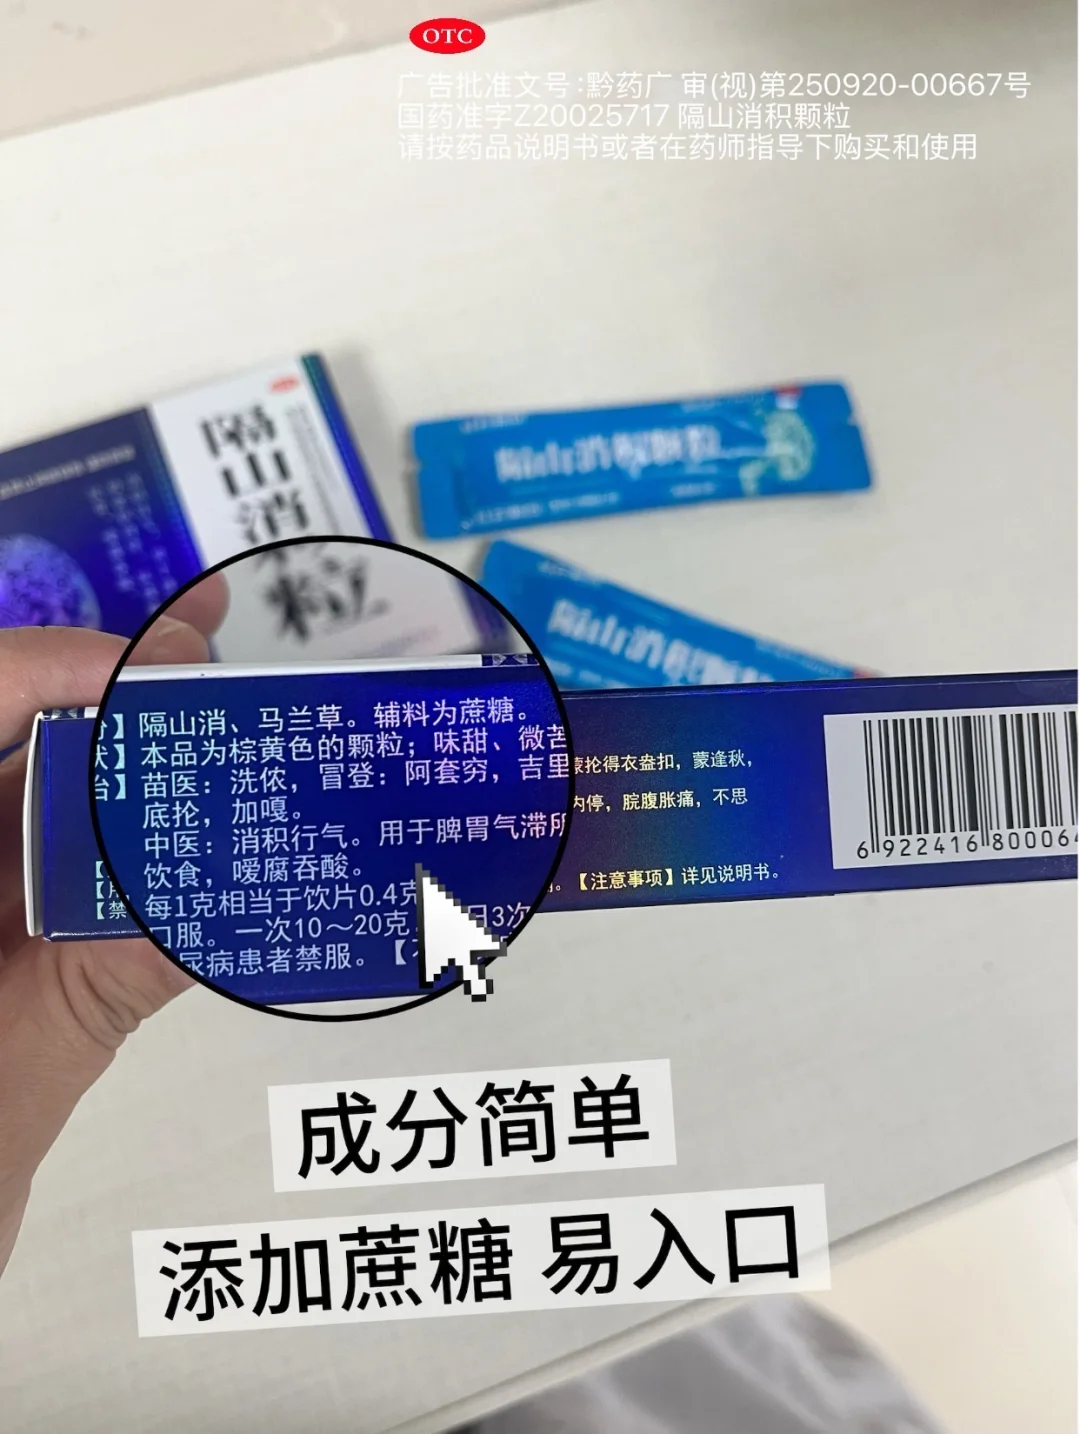 OTC
广告批准文号:黔药广 审(视)第250920-00667号
国药准字Z20025717 隔山消积颗粒
请按药品说明书或者在药师指导下购买和使用
隔山消
粒
隔山消积颗粒
隔山消积颗
】隔山消、马兰草。辅料为蔗糖。
】本品为棕黄色的颗粒；味甜、微苦
】苗医：洗侬，冒登：阿套穷，吉里 蒙抡得衣盎扣，蒙逢秋，
底抡，加嘎。
中医：消积行气。用于脾胃气滞所 内停，脘腹胀痛，不思
饮食，嗳腐吞酸。
每1克相当于饮片0.4克 【注意事项】详见说明书。
【禁 口服。一次10～20克 日3次
尿病患者禁服。【
6 922416 80006
成分简单
添加蔗糖 易入口